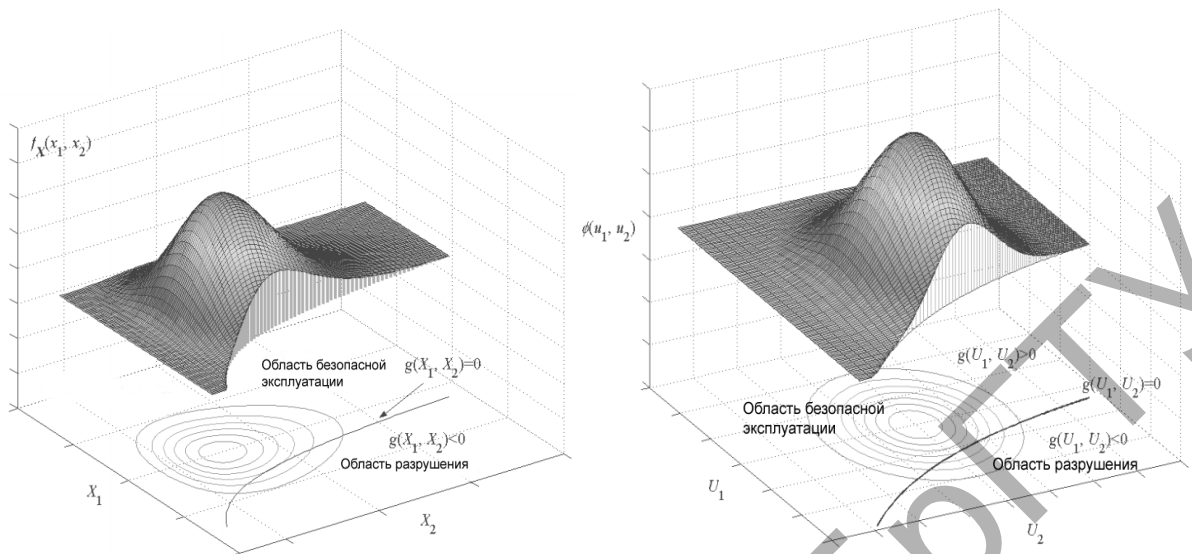 f_X(x_1, x_2)
Область безопасной
эксплуатации
g(X_1, X_2)=0
g(X_1, X_2)<0
Область разрушения
X_1
X_2
ϕ(u_1, u_2)
g(U_1, U_2)>0
g(U_1, U_2)=0
Область безопасной
эксплуатации
g(U_1, U_2)<0
Область разрушения
U_1
U_2